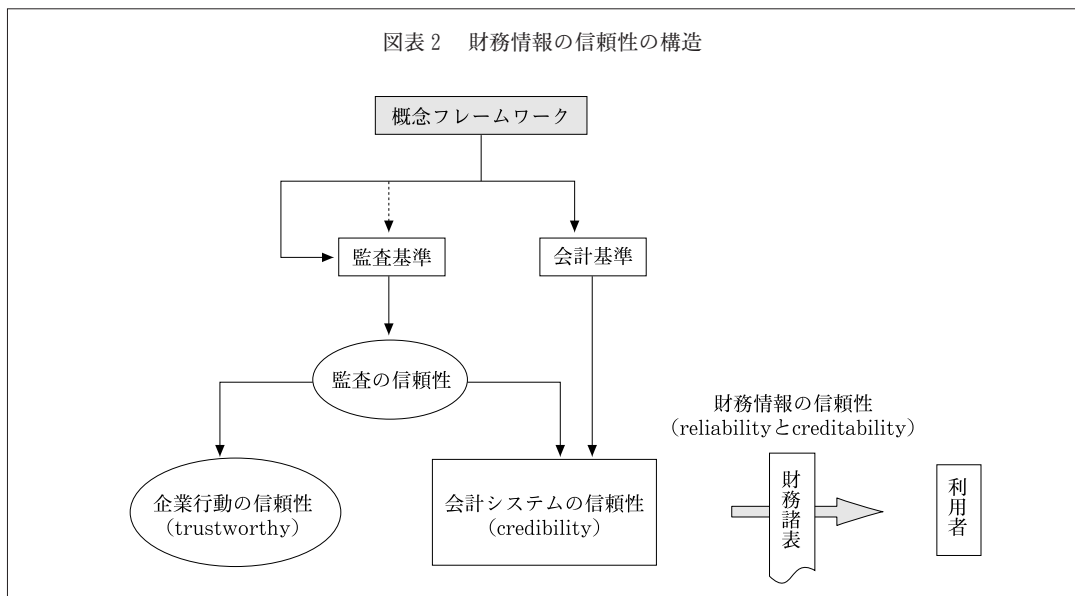 図表 2　財務情報の信頼性の構造
概念フレームワーク
監査基準
会計基準
監査の信頼性
企業行動の信頼性
（trustworthy）
会計システムの信頼性
（credibility）
財務情報の信頼性
（reliabilityとcreditability）
財務諸表
利用者